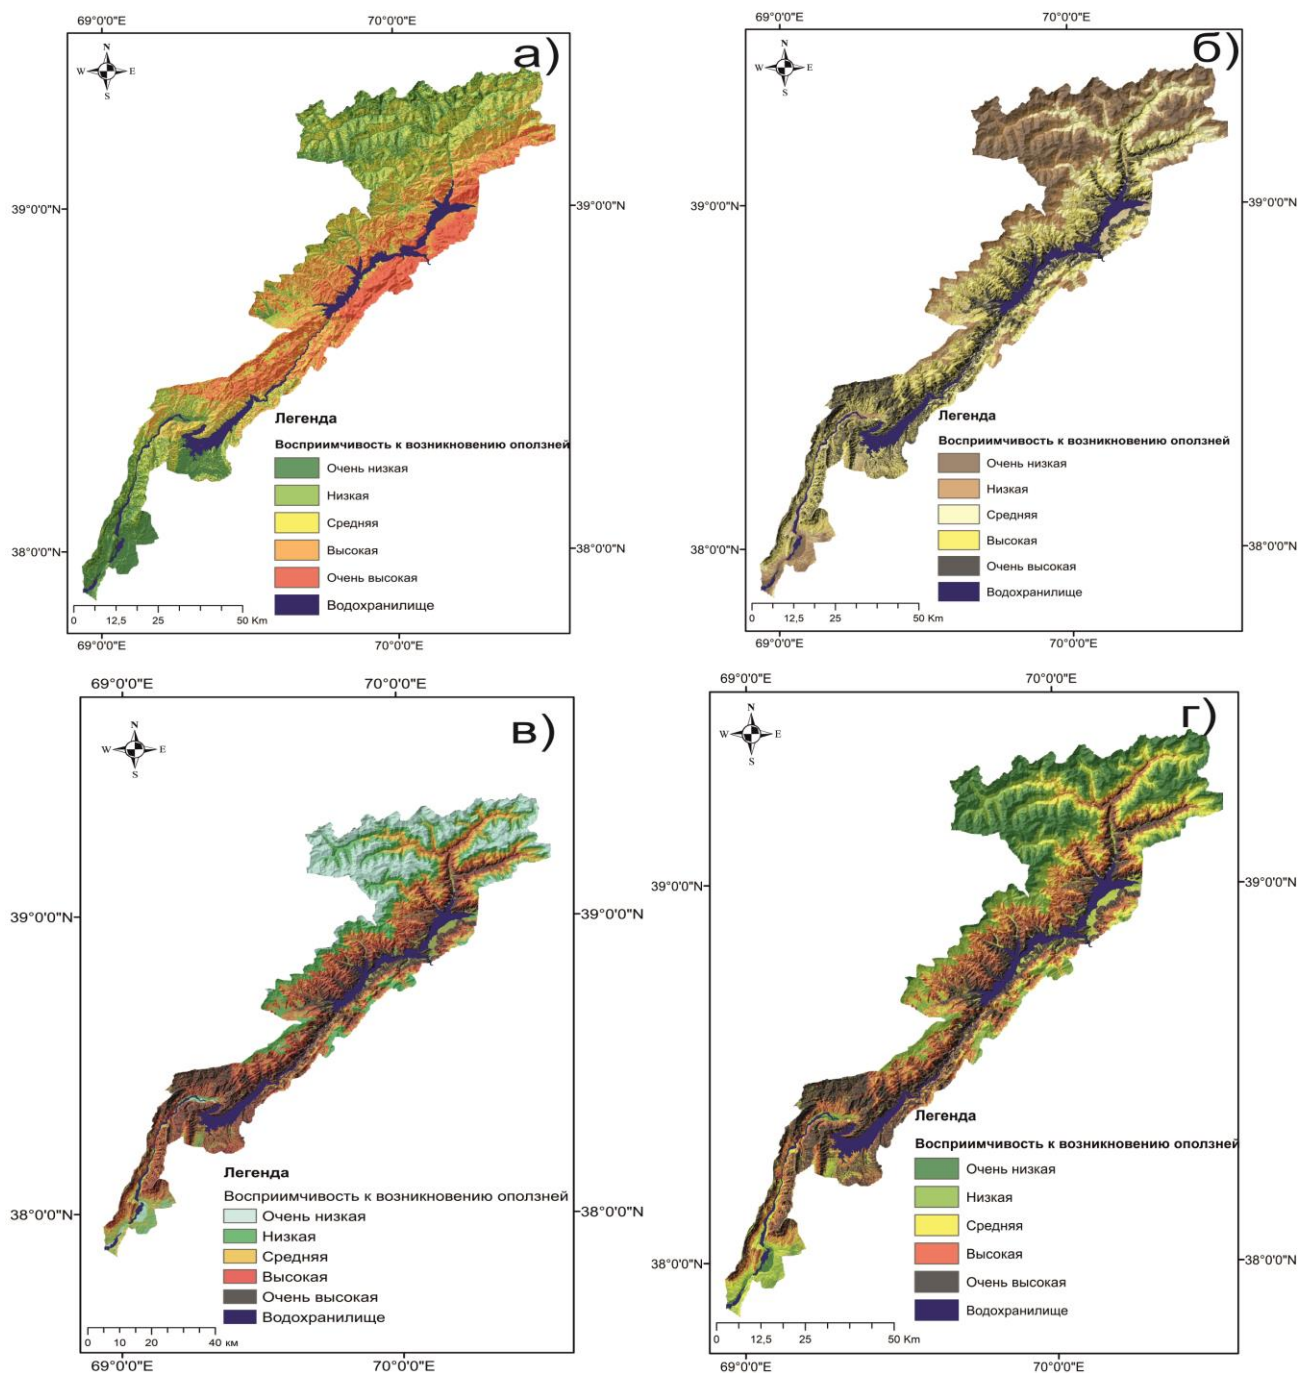 69°0'0"E
70°0'0"E
а)
N
W
E
S
39°0'0"N
39°0'0"N
Легенда
Восприимчивость к возникновению оползней
Очень низкая
Низкая
Средняя
Высокая
Очень высокая
Водохранилище
38°0'0"N
38°0'0"N
0
12,5
25
50 Km
69°0'0"E
70°0'0"E
69°0'0"E
70°0'0"E
б)
N
W
E
S
39°0'0"N
39°0'0"N
Легенда
Восприимчивость к возникновению оползней
Очень низкая
Низкая
Средняя
Высокая
Очень высокая
Водохранилище
38°0'0"N
38°0'0"N
0
12,5
25
50 Km
69°0'0"E
70°0'0"E
69°0'0"E
70°0'0"E
в)
N
W
E
S
39°0'0"N
39°0'0"N
Легенда
Восприимчивость к возникновению оползней
Очень низкая
Низкая
Средняя
Высокая
Очень высокая
Водохранилище
38°0'0"N
38°0'0"N
0
10
20
40 км
69°0'0"E
70°0'0"E
69°0'0"E
70°0'0"E
г)
N
W
E
S
39°0'0"N
39°0'0"N
Легенда
Восприимчивость к возникновению оползней
Очень низкая
Низкая
Средняя
Высокая
Очень высокая
Водохранилище
38°0'0"N
38°0'0"N
0
12,5
25
50 Km
69°0'0"E
70°0'0"E